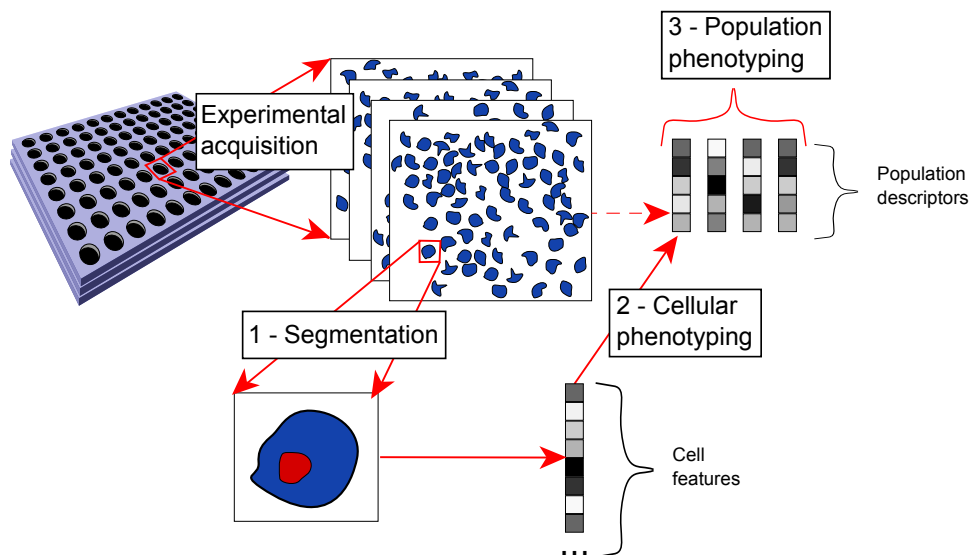 3 - Population
phenotyping
Experimental
acquisition
Population
descriptors
1 - Segmentation
2 - Cellular
phenotyping
Cell
features
...